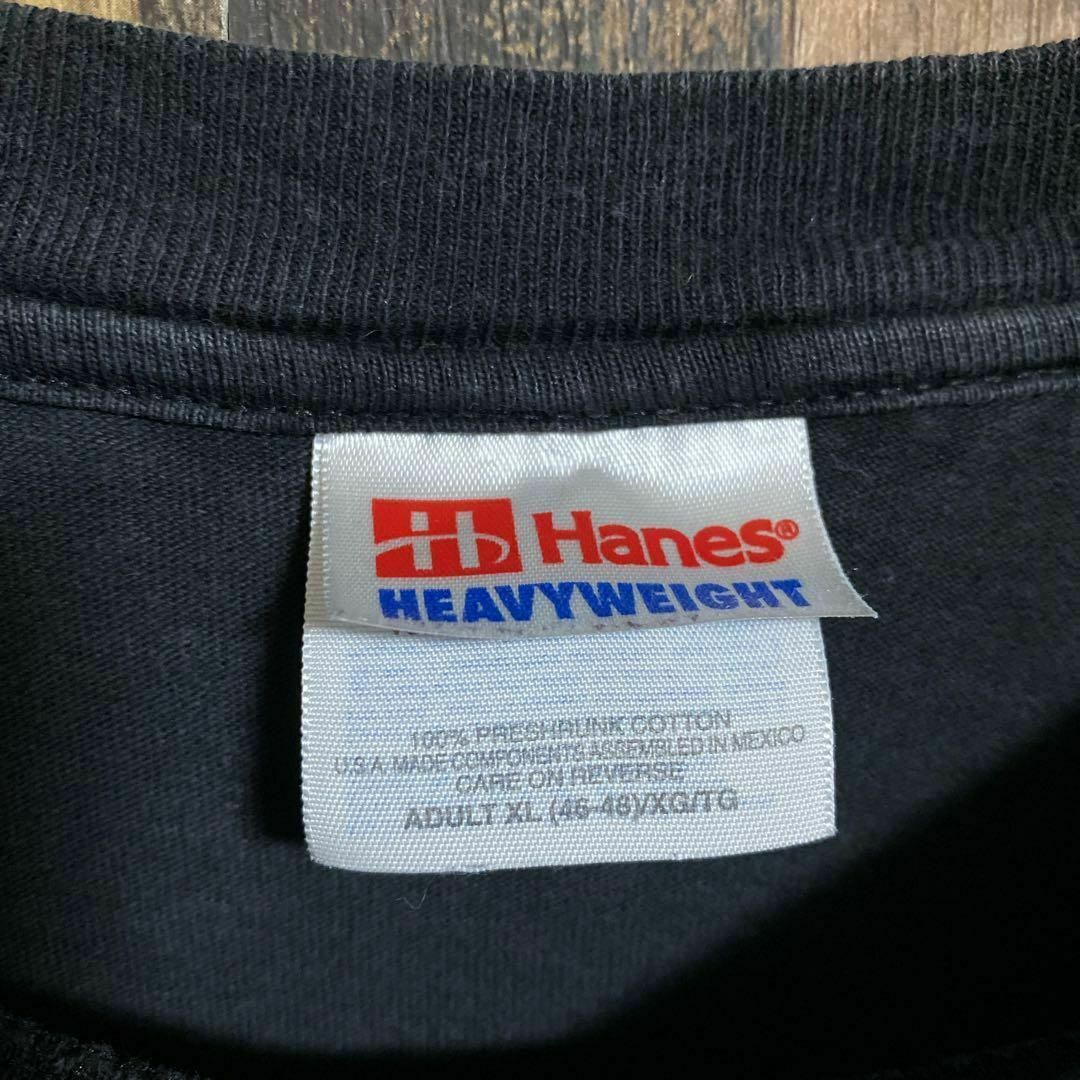 H Hanes®
HEAVYWEIGHT
100% PRESHRUNK COTTON
U.S.A. MADE COMPONENTS ASSEMBLED IN MEXICO
CARE ON REVERSE
ADULT XL (46-48)/XG/TG